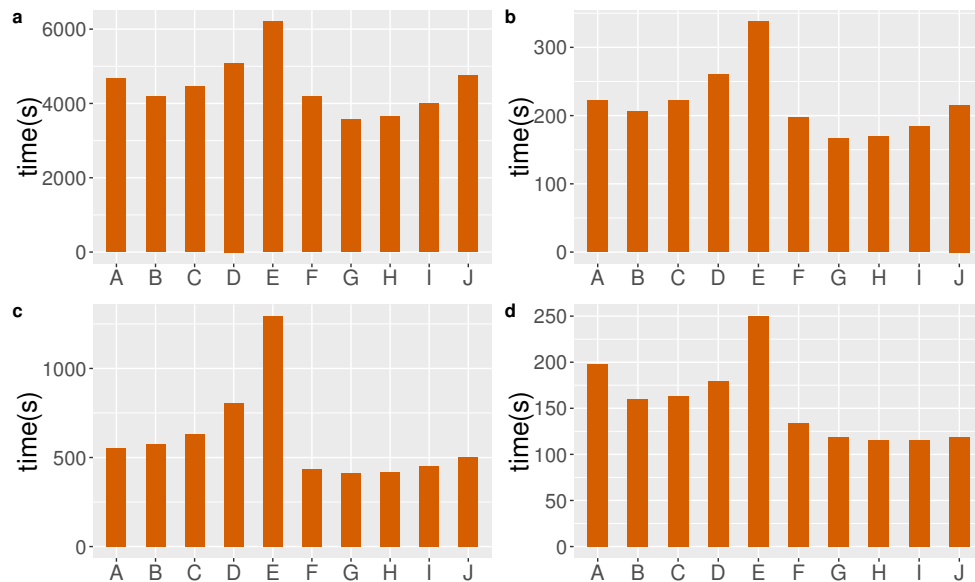 a
time(s)
6000
4000
2000
0
A B C D E F G H I J
b
time(s)
300
200
100
0
A B C D E F G H I J
c
time(s)
1000
500
0
A B C D E F G H I J
d
time(s)
250
200
150
100
50
0
A B C D E F G H I J